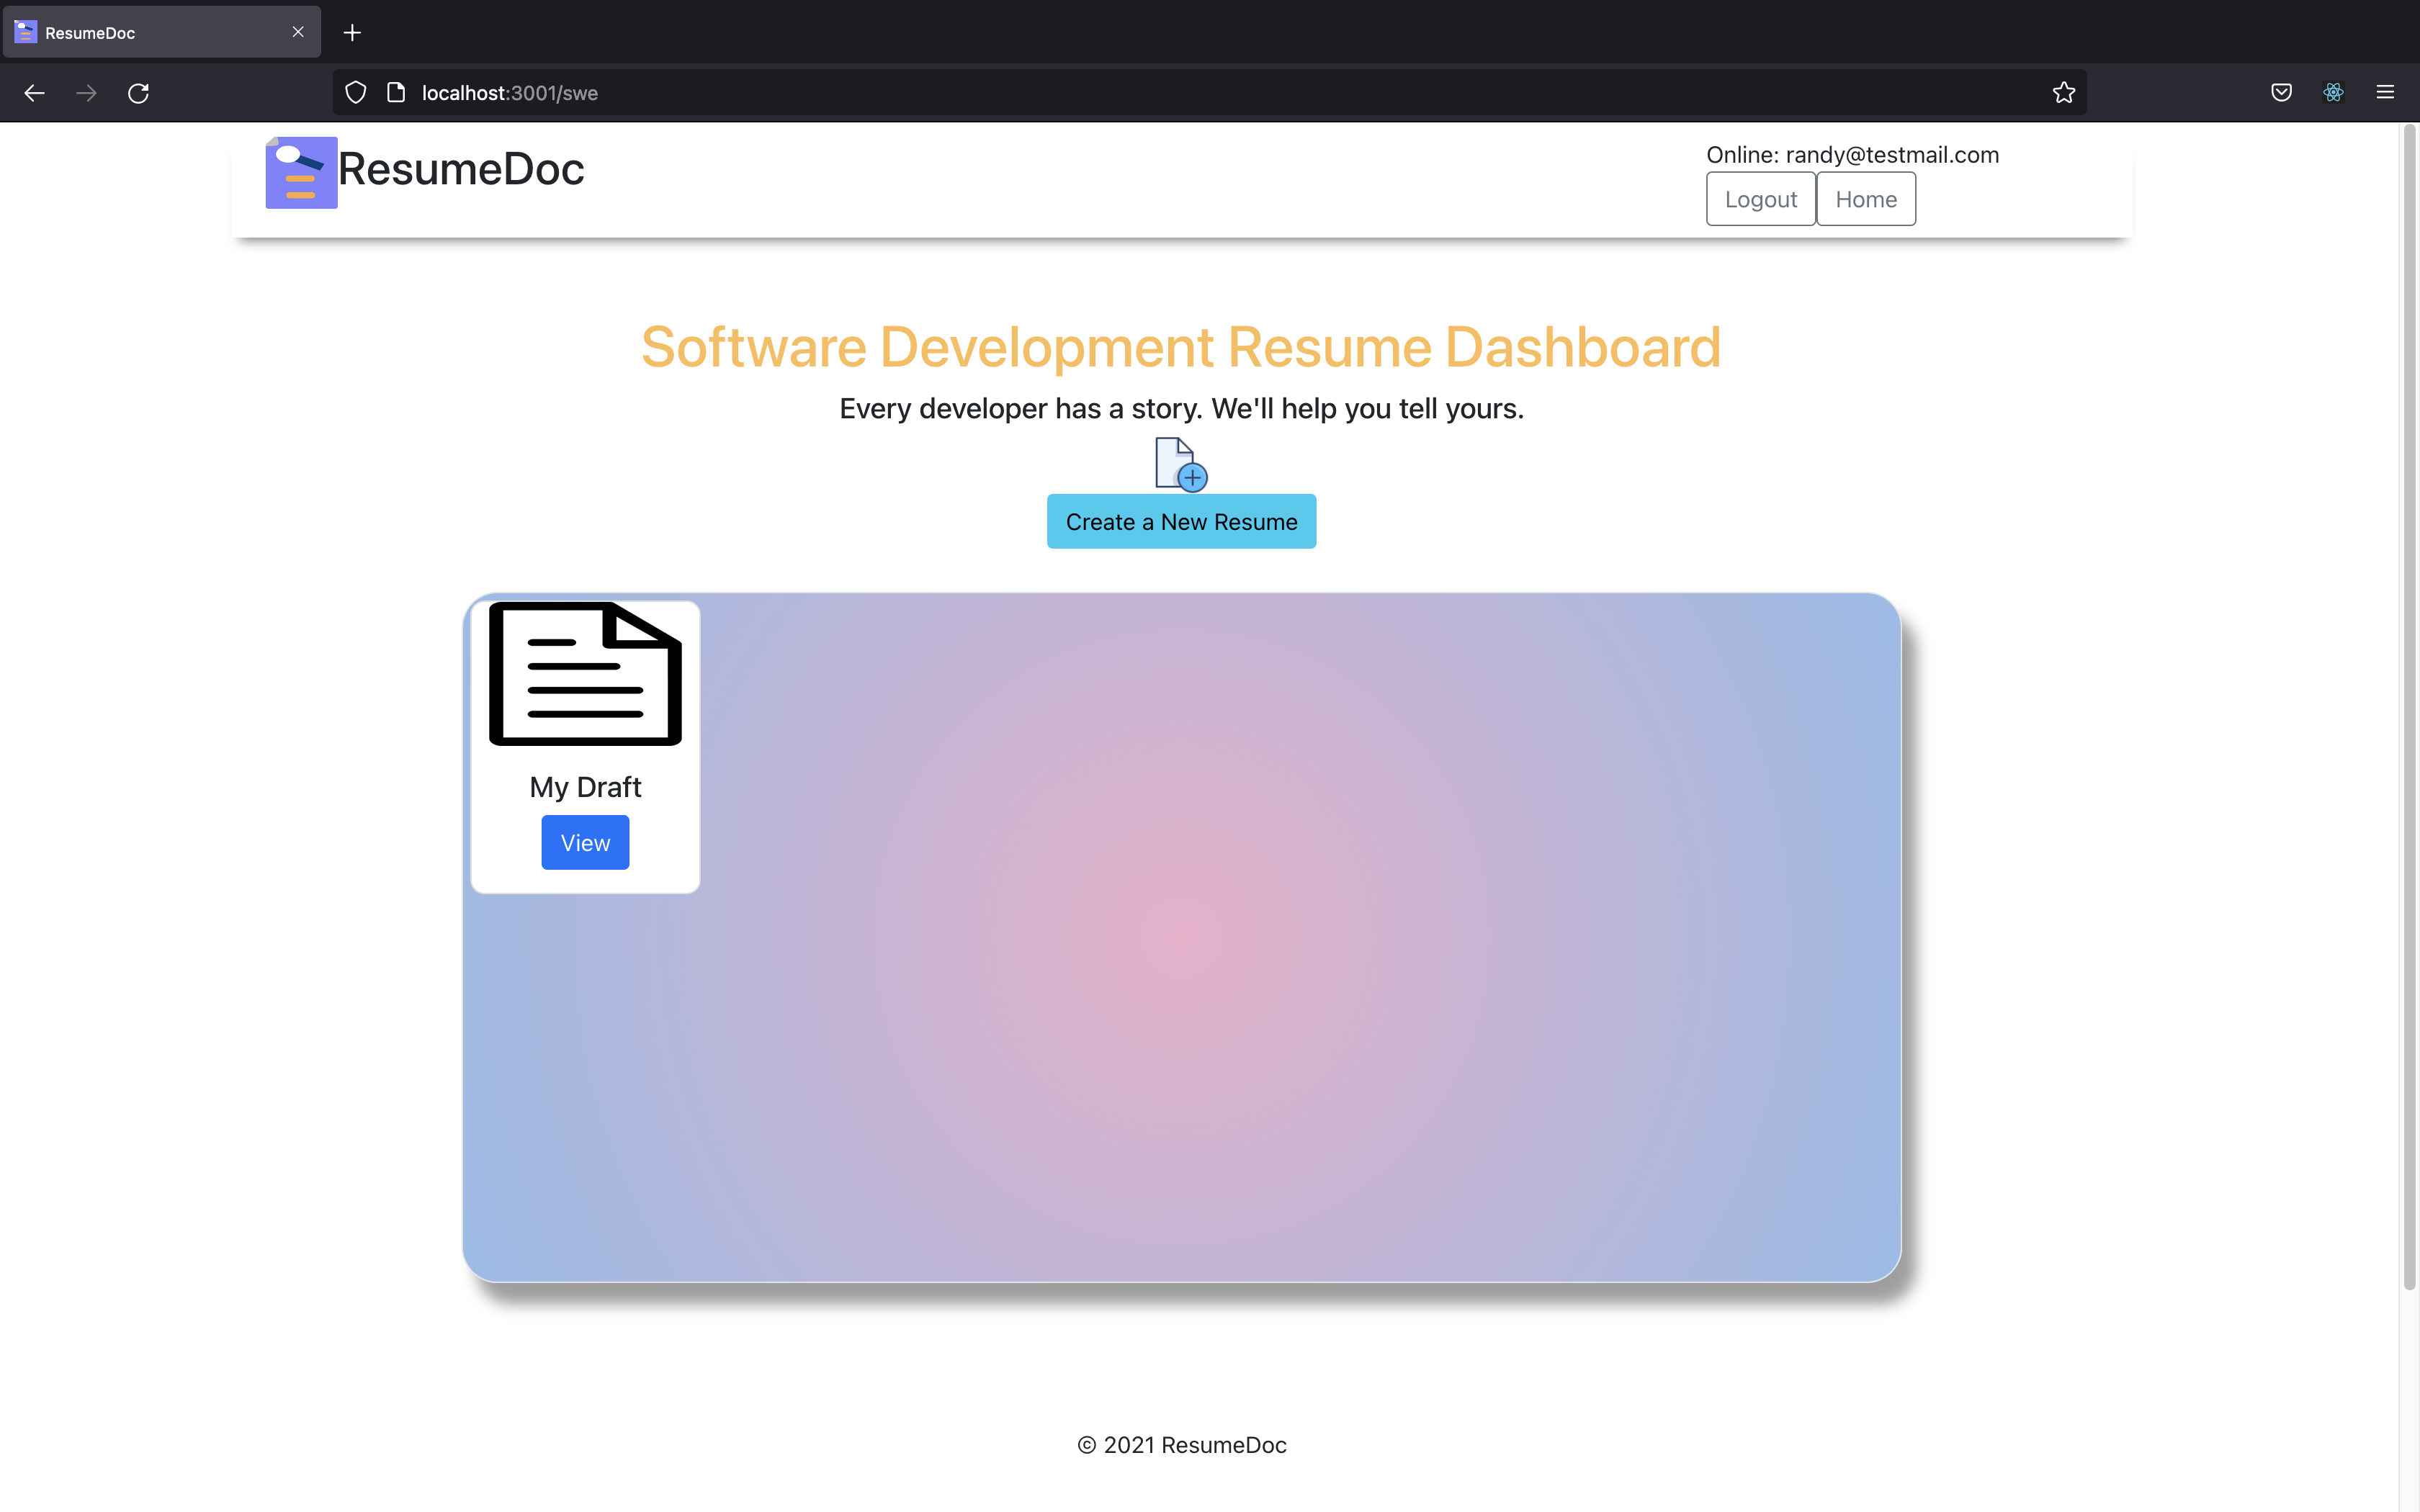 ResumeDoc
localhost:3001/swe
ResumeDoc
Online: randy@testmail.com
Logout Home
Software Development Resume Dashboard
Every developer has a story. We'll help you tell yours.
Create a New Resume
My Draft
View
© 2021 ResumeDoc